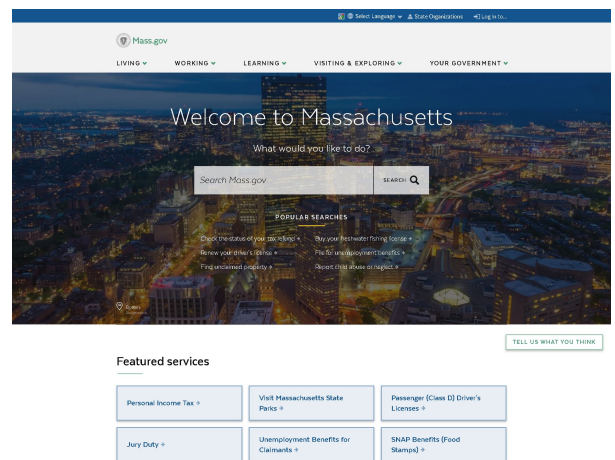 Select Language
State Organizations
Log In to...
Mass.gov
LIVING
WORKING
LEARNING
VISITING & EXPLORING
YOUR GOVERNMENT
Welcome to Massachusetts
What would you like to do?
Search Mass.gov
SEARCH
POPULAR SEARCHES
Check the status of your tax refund
Buy your freshwater fishing license
Renew your driver's license
File for unemployment benefits
Find unclaimed property
Report child abuse or neglect
Boston
TELL US WHAT YOU THINK
Featured services
Personal Income Tax
Visit Massachusetts State
Parks
Passenger (Class D) Driver's
Licenses
Jury Duty
Unemployment Benefits for
Claimants
SNAP Benefits (Food
Stamps)